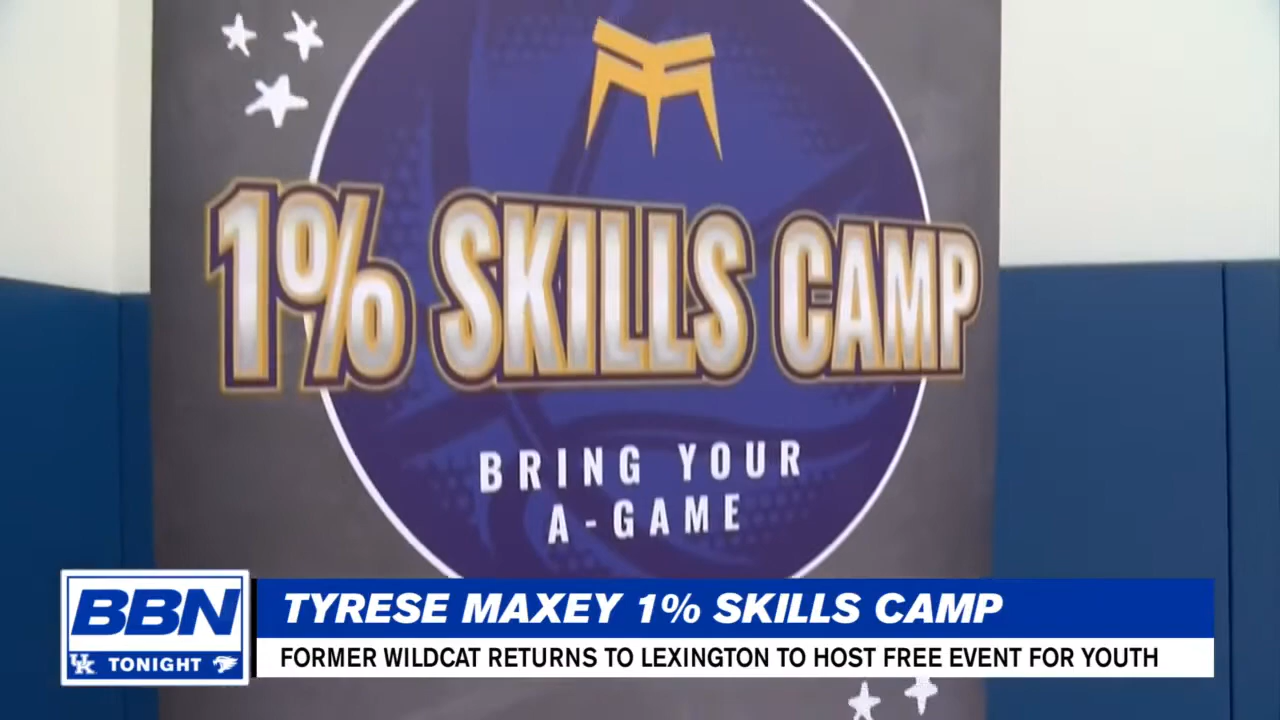 1% SKILLS CAMP
BRING YOUR
A-GAME
BBN
UK TONIGHT
TYRESE MAXEY 1% SKILLS CAMP
FORMER WILDCAT RETURNS TO LEXINGTON TO HOST FREE EVENT FOR YOUTH